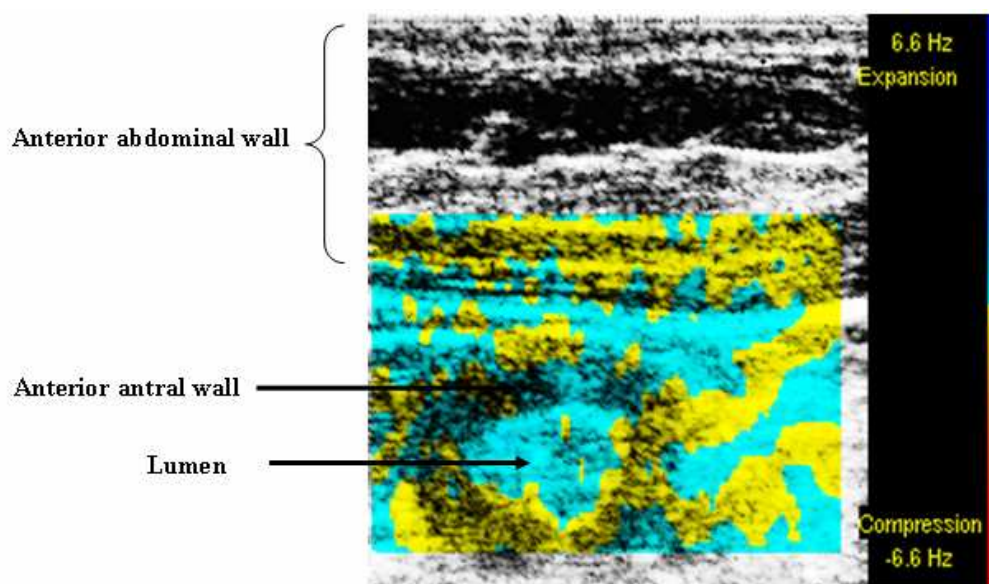 6.6 Hz
Expansion
Anterior abdominal wall
Anterior antral wall
Lumen
Compression
-6.6 Hz